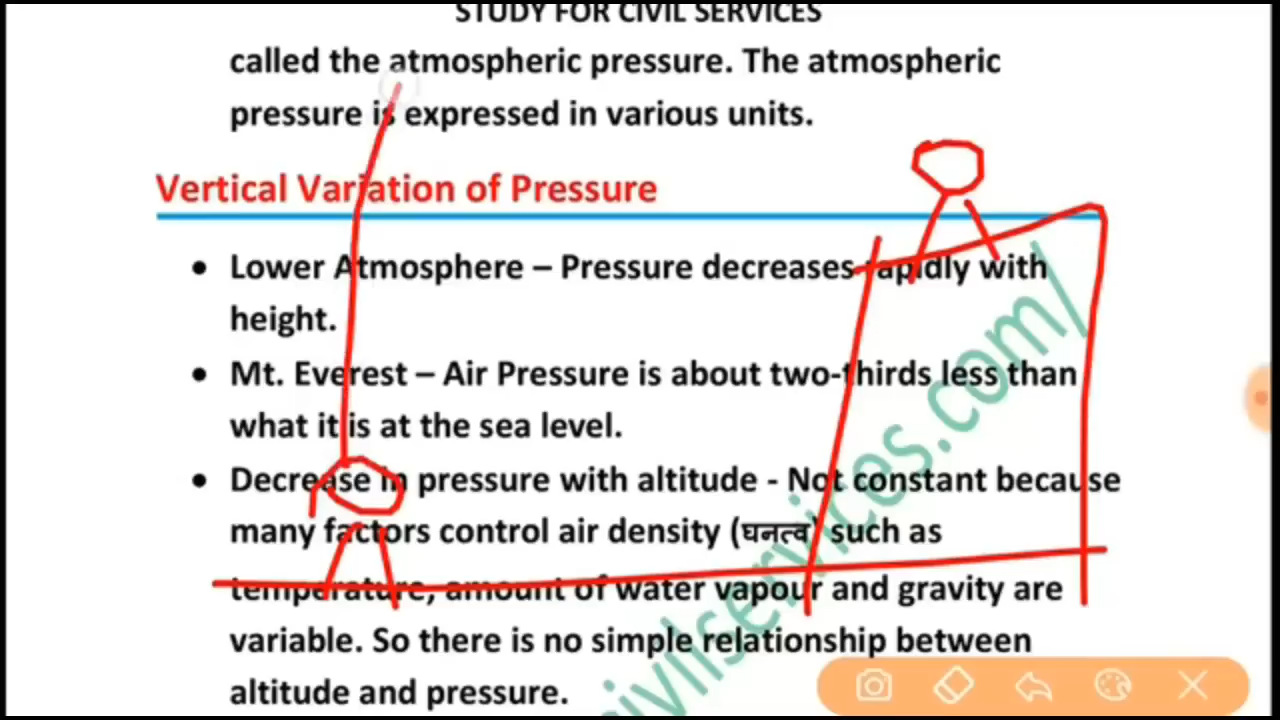 STUDY FOR CIVIL SERVICES
called the atmospheric pressure. The atmospheric
pressure is expressed in various units.
Vertical Variation of Pressure
• Lower Atmosphere – Pressure decreases rapidly with
height.
• Mt. Everest – Air Pressure is about two-thirds less than
what it is at the sea level.
• Decrease in pressure with altitude - Not constant because
many factors control air density (घनत्व) such as
temperature, amount of water vapour and gravity are
variable. So there is no simple relationship between
altitude and pressure.
civilservices.com/